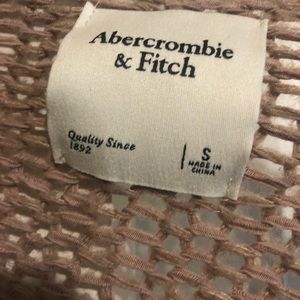 Abercrombie
& Fitch
Quality Since
1892
S
MADE IN
CHINA